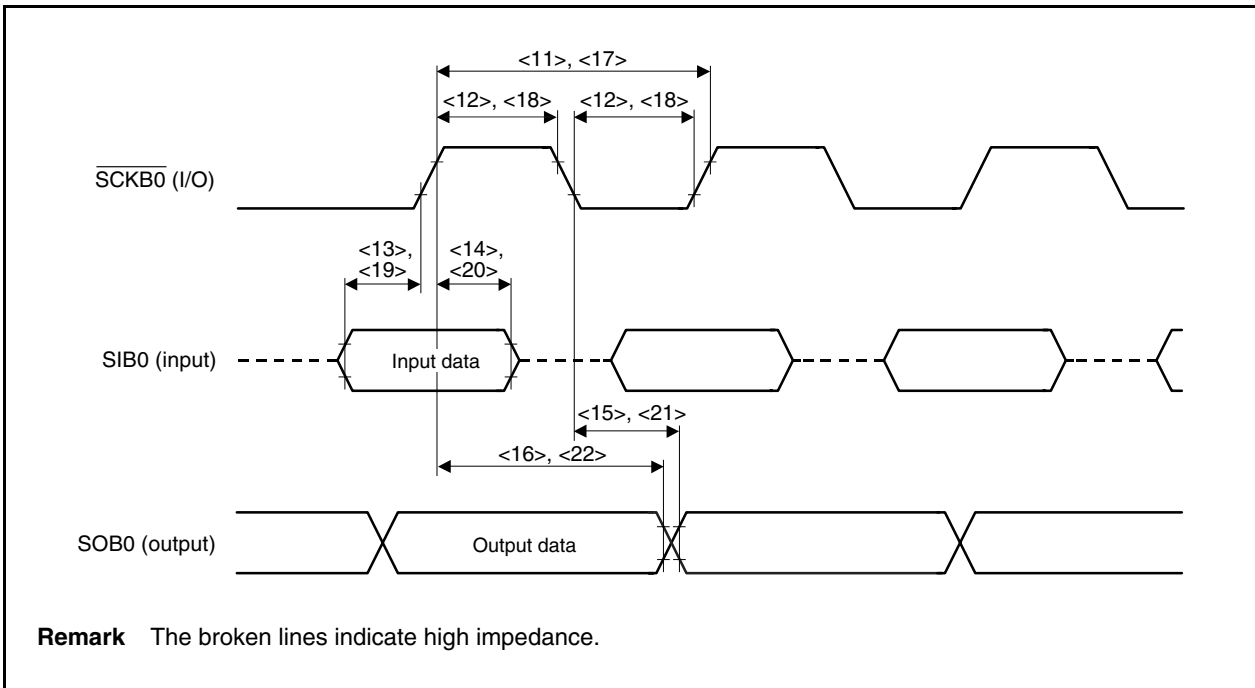 <11>, <17>
<12>, <18> <12>, <18>
SCKB0 (I/O)
<13>, <14>,
<19> <20>
SIB0 (input)
Input data
<15>, <21>
<16>, <22>
SOB0 (output)
Output data
Remark The broken lines indicate high impedance.